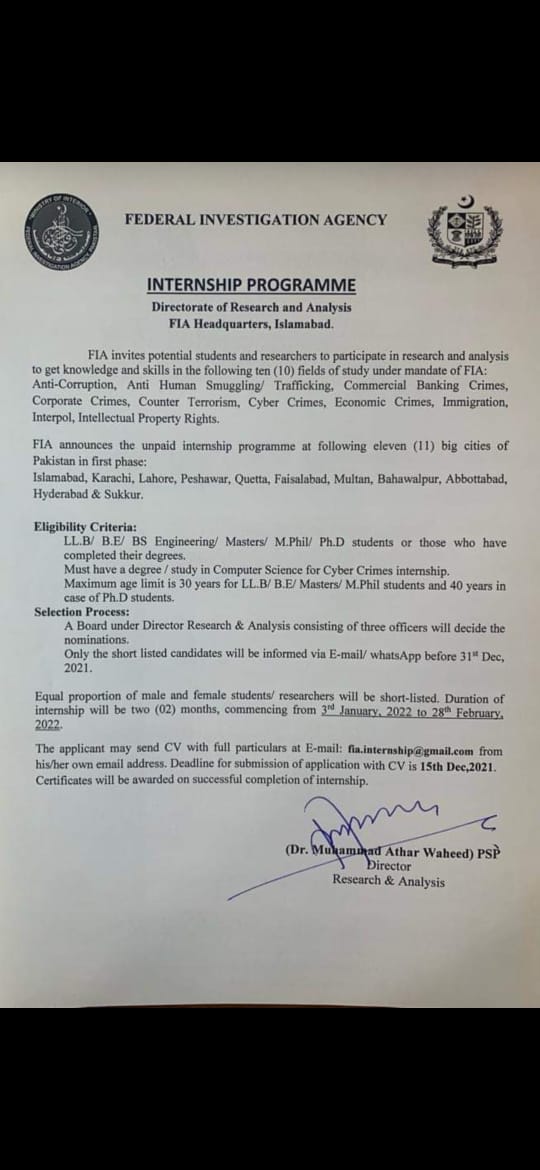 MINISTRY OF INTERIOR
FEDERAL INVESTIGATION AGENCY
INTERNSHIP PROGRAMME
Directorate of Research and Analysis
FIA Headquarters, Islamabad.
FIA invites potential students and researchers to participate in research and analysis
to get knowledge and skills in the following ten (10) fields of study under mandate of FIA:
Anti-Corruption, Anti Human Smuggling/ Trafficking, Commercial Banking Crimes,
Corporate Crimes, Counter Terrorism, Cyber Crimes, Economic Crimes, Immigration,
Interpol, Intellectual Property Rights.
FIA announces the unpaid internship programme at following eleven (11) big cities of
Pakistan in first phase:
Islamabad, Karachi, Lahore, Peshawar, Quetta, Faisalabad, Multan, Bahawalpur, Abbottabad,
Hyderabad & Sukkur.
Eligibility Criteria:
LL.B/ B.E/ BS Engineering/ Masters/ M.Phil/ Ph.D students or those who have
completed their degrees.
Must have a degree / study in Computer Science for Cyber Crimes internship.
Maximum age limit is 30 years for LL.B/ B.E/ Masters/ M.Phil students and 40 years in
case of Ph.D students.
Selection Process:
A Board under Director Research & Analysis consisting of three officers will decide the
nominations.
Only the short listed candidates will be informed via E-mail/ whatsApp before 31st Dec,
2021.
Equal proportion of male and female students/ researchers will be short-listed. Duration of
internship will be two (02) months, commencing from 3rd January, 2022 to 28th February,
2022.
The applicant may send CV with full particulars at E-mail: fia.internship@gmail.com from
his/her own email address. Deadline for submission of application with CV is 15th Dec,2021.
Certificates will be awarded on successful completion of internship.
(Dr. Muhammad Athar Waheed) PSP
Director
Research & Analysis